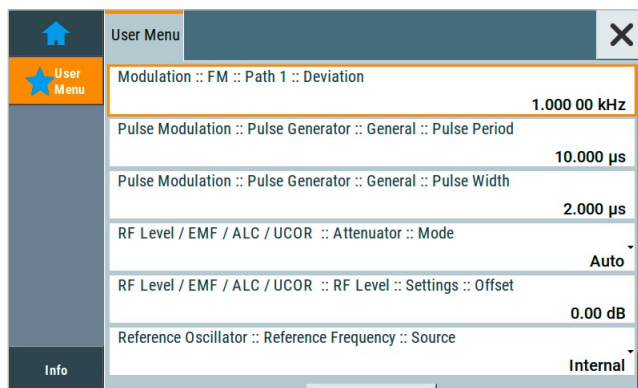 User Menu
User
Menu
Modulation :: FM :: Path 1 :: Deviation
1.000 00 kHz
Pulse Modulation :: Pulse Generator :: General :: Pulse Period
10.000 µs
Pulse Modulation :: Pulse Generator :: General :: Pulse Width
2.000 µs
RF Level / EMF / ALC / UCOR :: Attenuator :: Mode
Auto
RF Level / EMF / ALC / UCOR :: RF Level :: Settings :: Offset
0.00 dB
Reference Oscillator :: Reference Frequency :: Source
Internal
Info